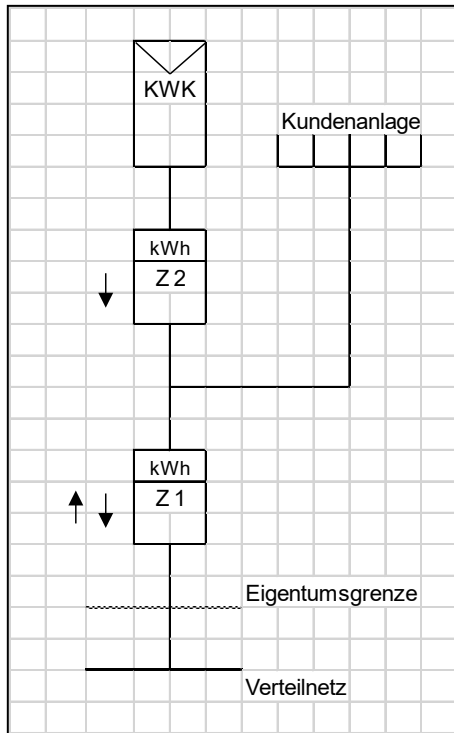 KWK
Kundenanlage
kWh
Z 2
kWh
Z 1
Eigentumsgrenze
Verteilnetz